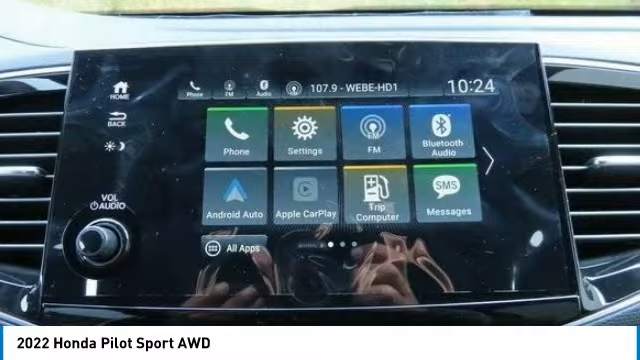 HOME
Phone
FM
Audio
107.9 - WEBE-HD1
10:24
BACK
VOL
AUDIO
Phone
Settings
FM
FM
Bluetooth
Audio
Android Auto
Apple CarPlay
Trip
Computer
SMS
Messages
All Apps
2022 Honda Pilot Sport AWD